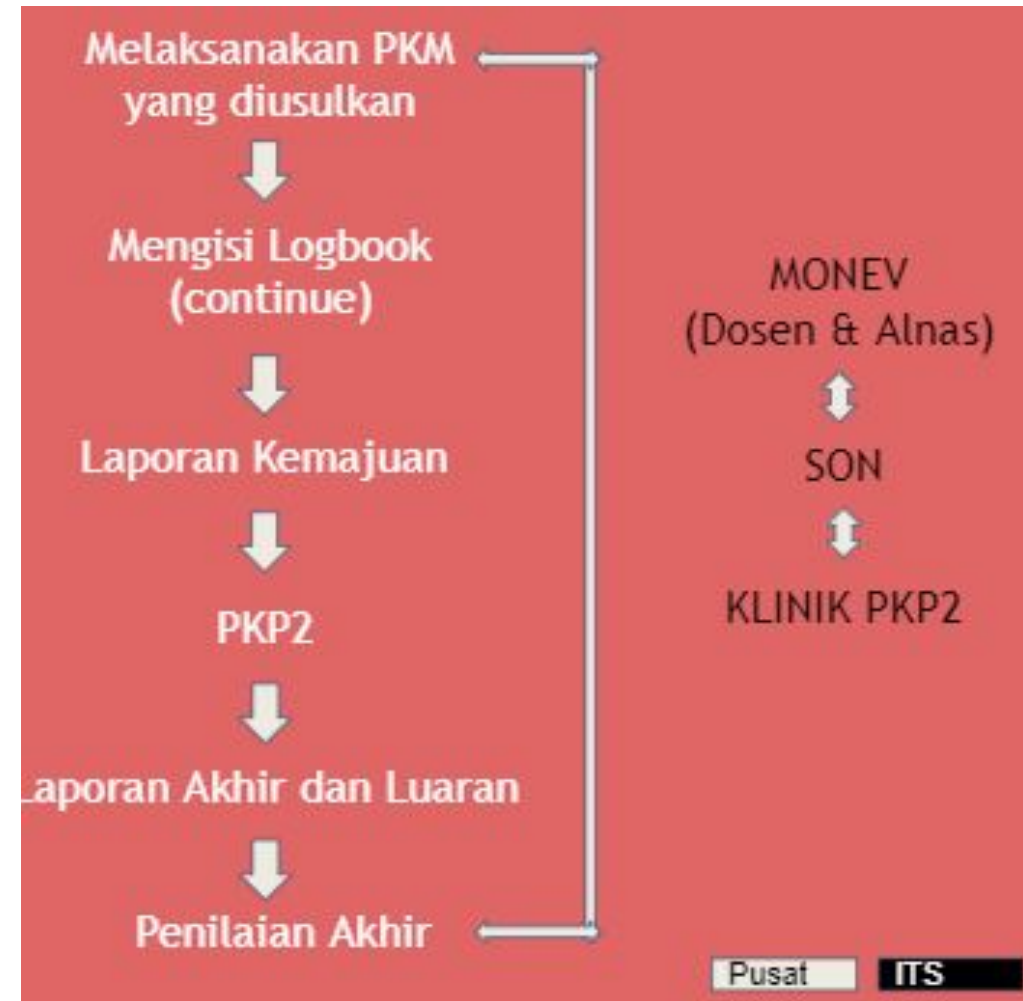 Melaksanakan PKM
yang diusulkan
Mengisi Logbook
(continue)
Laporan Kemajuan
PKP2
aporan Akhir dan Luaran
Penilaian Akhir
MONEV
(Dosen & Alnas)
SON
KLINIK PKP2
Pusat
ITS